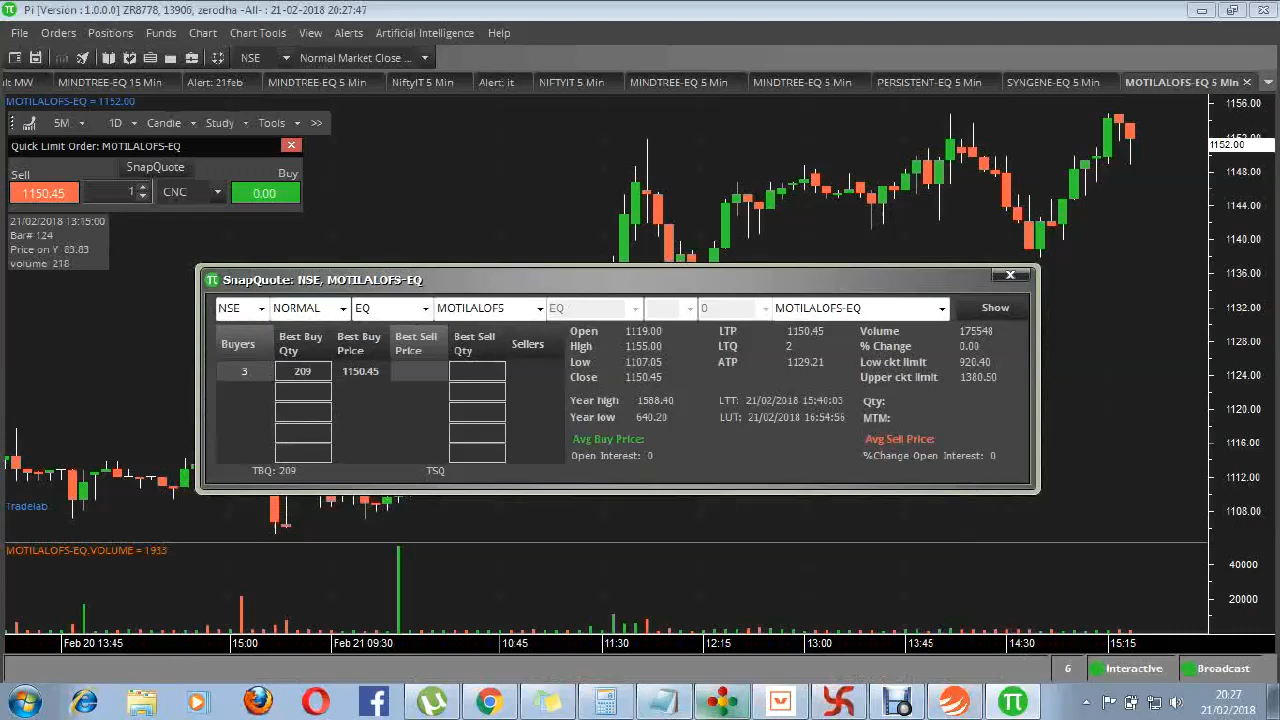 Pi [Version : 1.0.0.0] ZR8778, 13906, zerodha -All- : 21-02-2018 20:27:47
File Orders Positions Funds Chart Chart Tools View Alerts Artificial Intelligence Help
NSE Normal Market Close ...
ult MW MINDTREE-EQ 15 Min Alert: 21feb MINDTREE-EQ 5 Min NiftyIT 5 Min Alert: it NIFTYIT 5 Min MINDTREE-EQ 5 Min MINDTREE-EQ 5 Min PERSISTENT-EQ 5 Min SYNGENE-EQ 5 Min MOTILALOFS-EQ 5 Min
MOTILALOFS-EQ = 1152.00
5M 1D Candle Study Tools >>
Quick Limit Order: MOTILALOFS-EQ
Sell SnapQuote Buy
1150.45 1 CNC 0.00
21/02/2018 13:15:00
Bar# 124
Price on Y 83.83
volume: 218
1156.00
1152.00
1148.00
1144.00
1140.00
1136.00
1132.00
1128.00
1124.00
1120.00
1116.00
1112.00
1108.00
SnapQuote: NSE, MOTILALOFS-EQ
NSE NORMAL EQ MOTILALOFS EQ 0 MOTILALOFS-EQ Show
Buyers Best Buy Qty Best Buy Price Best Sell Price Best Sell Qty Sellers
3 209 1150.45
TBQ: 209 TSQ
Open 1119.00 LTP 1150.45 Volume 175548
High 1155.00 LTQ 2 % Change 0.00
Low 1107.05 ATP 1129.21 Low ckt limit 920.40
Close 1150.45 Upper ckt limit 1380.50
Year high 1588.40 LTT: 21/02/2018 15:40:03 Qty:
Year low 640.20 LUT: 21/02/2018 16:54:56 MTM:
Avg Buy Price: Avg Sell Price:
Open Interest: 0 %Change Open Interest: 0
Tradelab
MOTILALOFS-EQ.VOLUME = 1933
40000
20000
Feb 20 13:45 15:00 Feb 21 09:30 10:45 11:30 12:15 13:00 13:45 14:30 15:15
6 Interactive Broadcast
20:27
21/02/2018